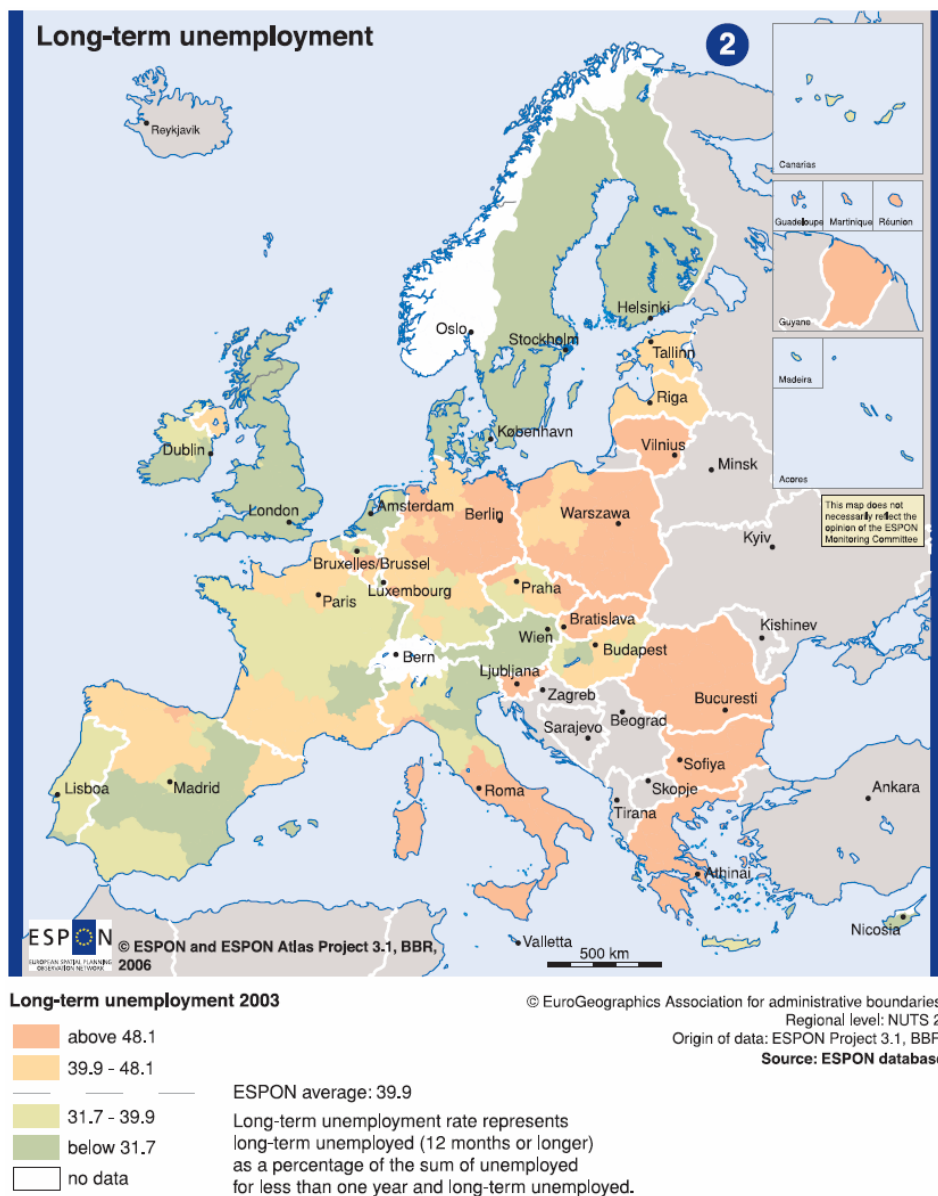 Long-term unemployment
2
Reykjavik
Canarias
Guadeloupe
Martinique
Réunion
Guyane
Madeira
Acores
This map does not
necessarily reflect the
opinion of the ESPON
Monitoring Committee
Oslo
Helsinki
Stockholm
Tallinn
Riga
Dublin
København
Vilnius
Minsk
London
Amsterdam
Berlin
Warszawa
Kyiv
Bruxelles/Brussel
Luxembourg
Paris
Praha
Bratislava
Kishinev
Wien
Budapest
Bern
Ljubljana
Zagreb
Bucuresti
Beograd
Sarajevo
Sofiya
Lisboa
Madrid
Roma
Skopje
Tirana
Ankara
Athinai
Nicosia
Valletta
500 km
ESPON
EUROPEAN SPATIAL PLANNING
OBSERVATION NETWORK
© ESPON and ESPON Atlas Project 3.1, BBR,
2006
Long-term unemployment 2003
above 48.1
39.9 - 48.1
ESPON average: 39.9
31.7 - 39.9
below 31.7
no data
Long-term unemployment rate represents
long-term unemployed (12 months or longer)
as a percentage of the sum of unemployed
for less than one year and long-term unemployed.
© EuroGeographics Association for administrative boundaries
Regional level: NUTS 2
Origin of data: ESPON Project 3.1, BBR
Source: ESPON database